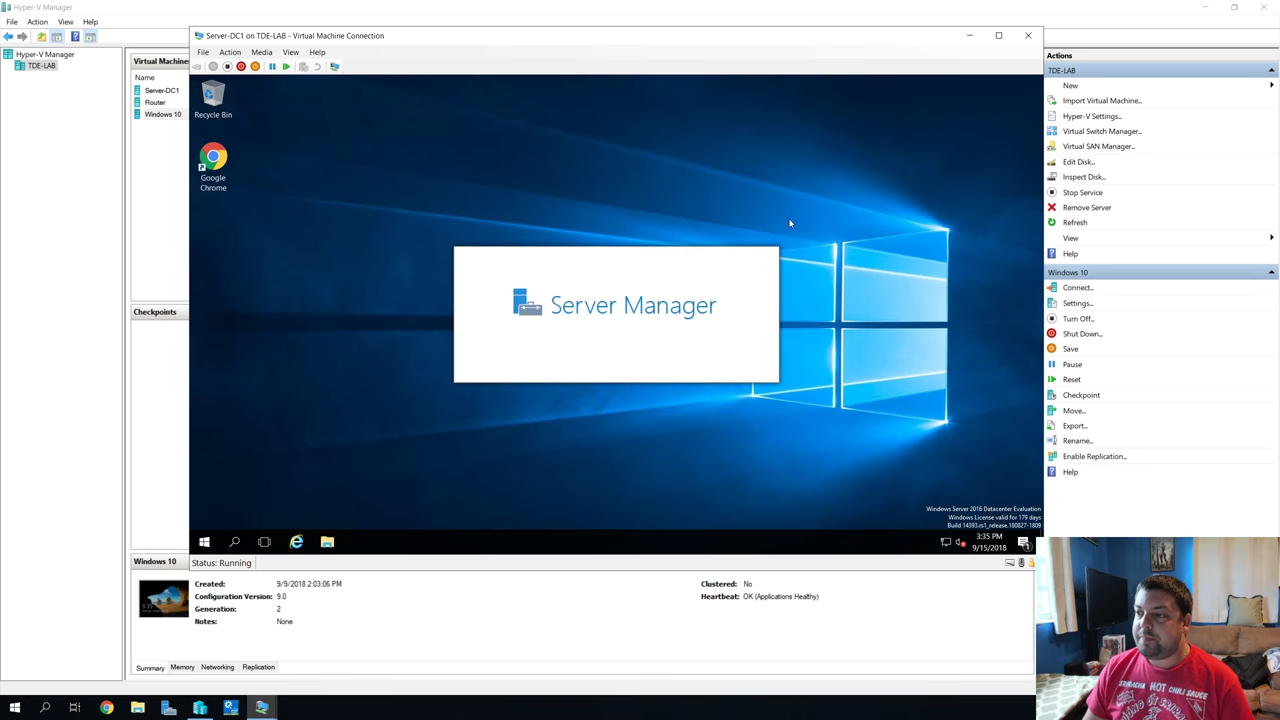 Hyper-V Manager
File Action View Help
Hyper-V Manager
TDE-LAB
Virtual Machine
Name
Server-DC1
Router
Windows 10
Checkpoints
Server-DC1 on TDE-LAB - Virtual Machine Connection
File Action Media View Help
Recycle Bin
Google
Chrome
Server Manager
Windows Server 2016 Datacenter Evaluation
Windows License valid for 179 days
Build 14393.rs1_release.180827-1809
3:35 PM
9/15/2018
Status: Running
Windows 10
Created: 9/9/2018 2:03:06 PM
Configuration Version: 9.0
Generation: 2
Notes: None
Clustered: No
Heartbeat: OK (Applications Healthy)
Summary Memory Networking Replication
Actions
TDE-LAB
New
Import Virtual Machine...
Hyper-V Settings...
Virtual Switch Manager...
Virtual SAN Manager...
Edit Disk...
Inspect Disk...
Stop Service
Remove Server
Refresh
View
Help
Windows 10
Connect...
Settings...
Turn Off...
Shut Down...
Save
Pause
Reset
Checkpoint
Move...
Export...
Rename...
Enable Replication...
Help